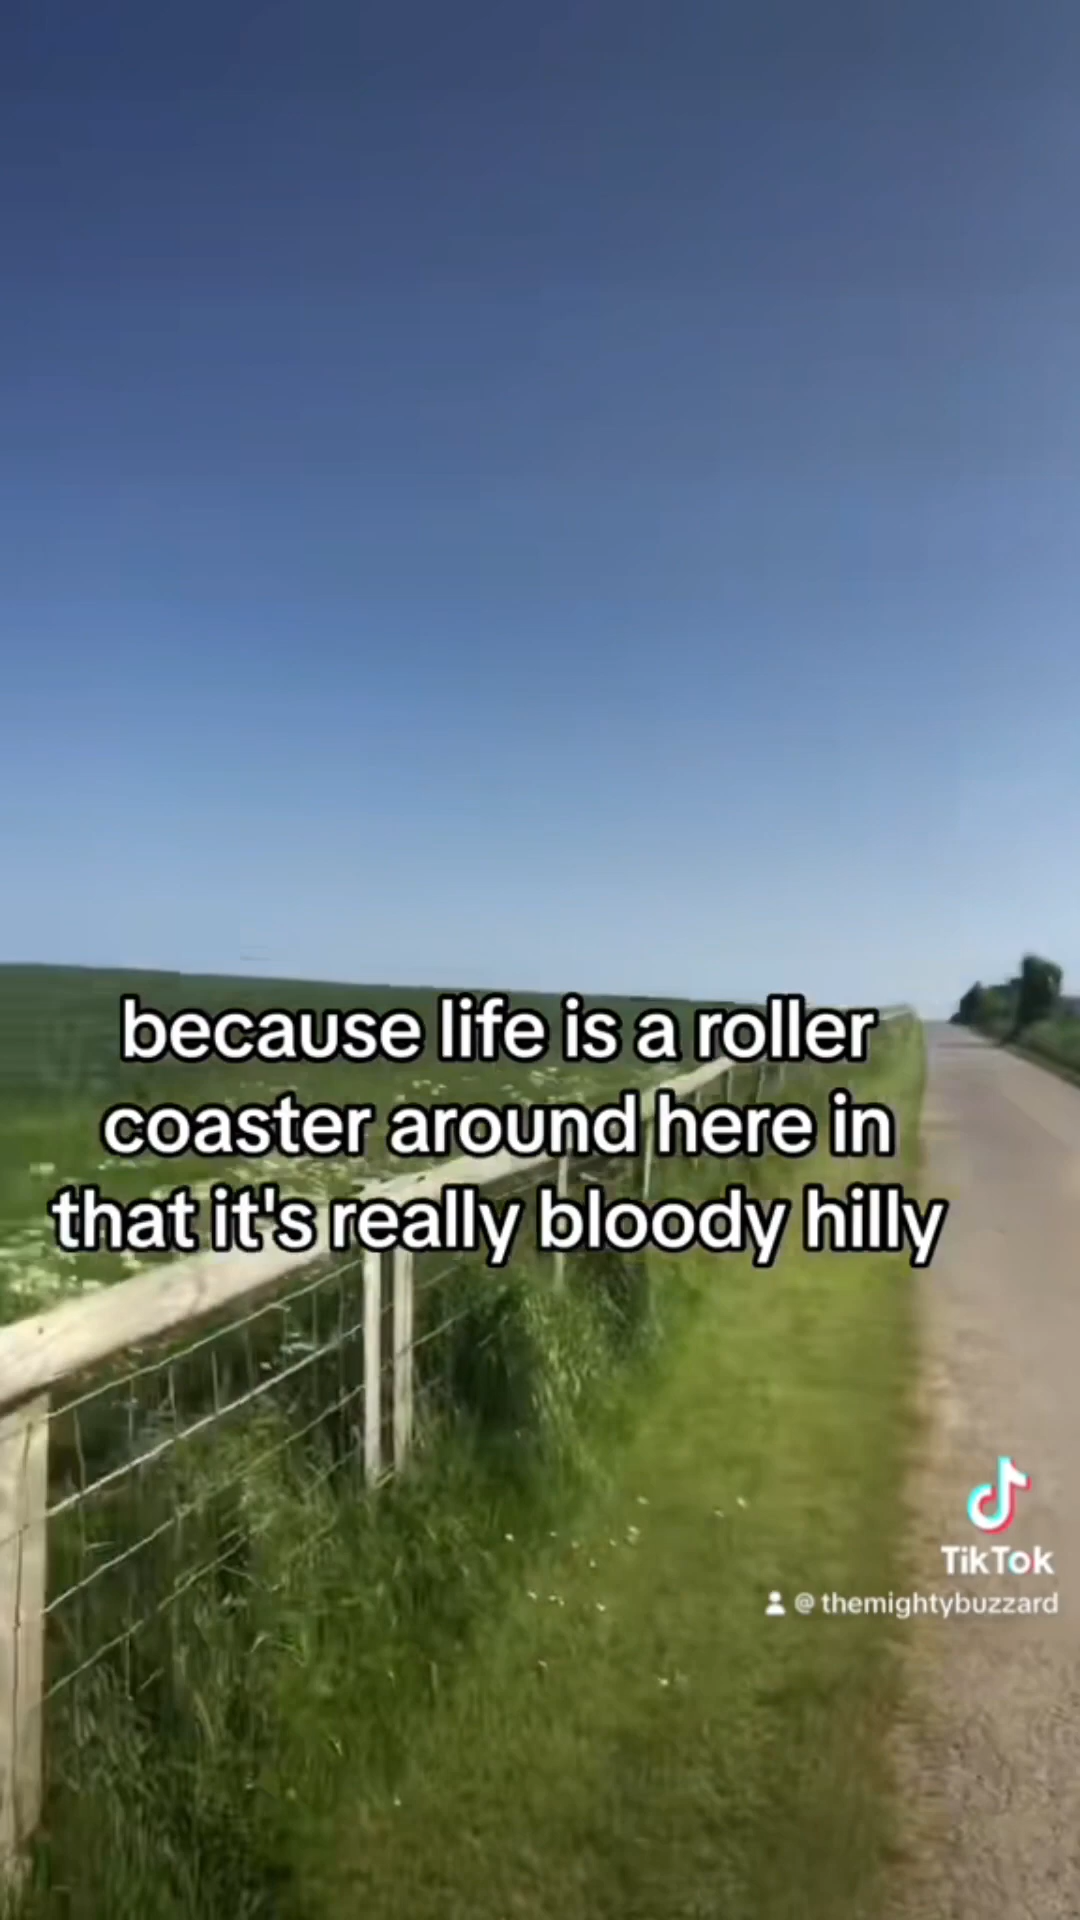 because life is a roller
coaster around here in
that it's really bloody hilly
TikTok
@ themightybuzzard